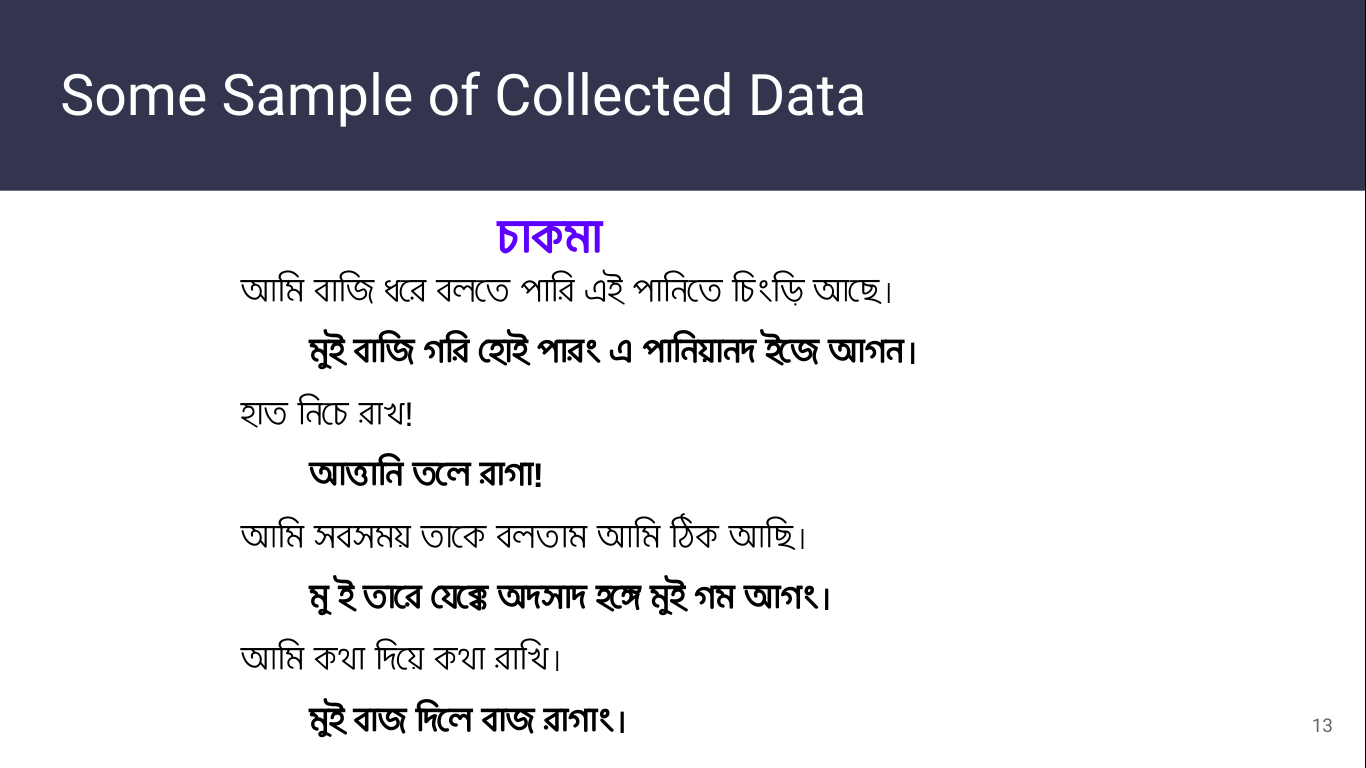 Some Sample of Collected Data
চাকমা
আমি বাজি ধরে বলতে পারি এই পানিতে চিংড়ি আছে।
মুই বাজি গরি হোই পারং এ পানিয়ানদ ইজে আগন।
হাত নিচে রাখ!
আত্তানি তলে রাগা!
আমি সবসময় তাকে বলতাম আমি ঠিক আছি।
মু ই তারে যেক্কে অদসাদ হঙ্গে মুই গম আগং।
আমি কথা দিয়ে কথা রাখি।
মুই বাজ দিলে বাজ রাগাং।
13